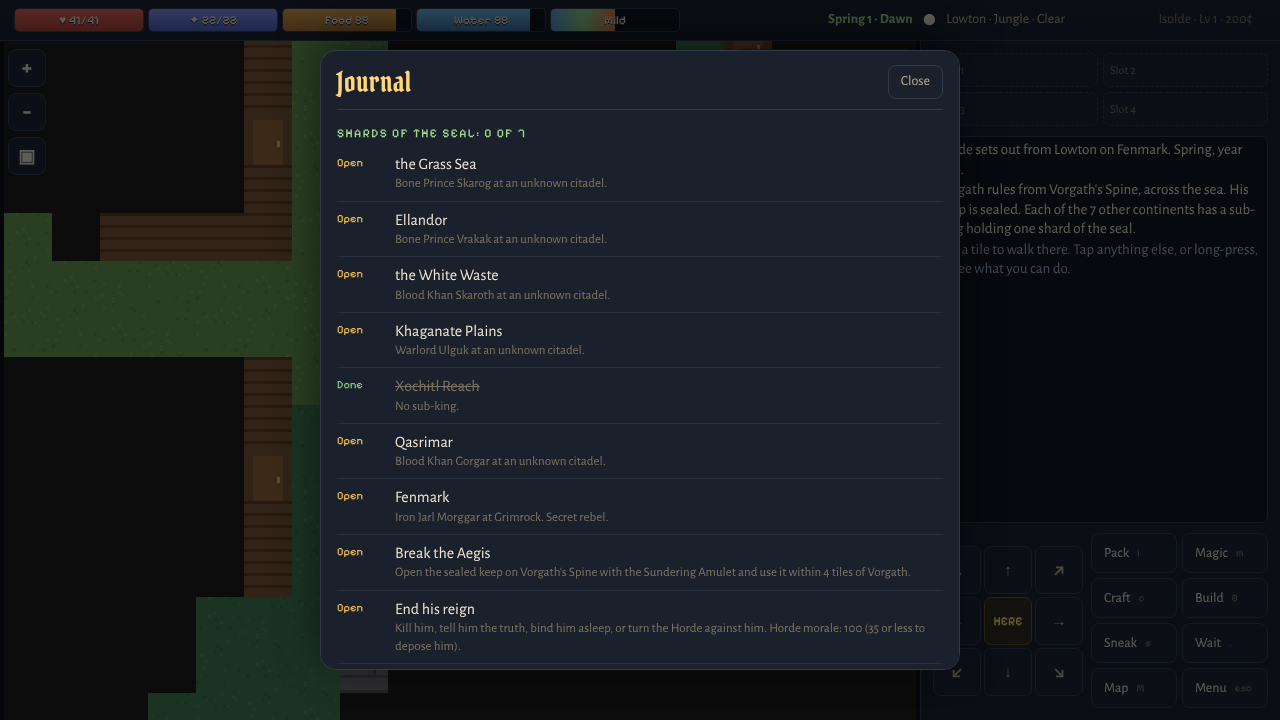 ♥ 41/41
✦ 22/22
Food 98
Water 98
Mild
Spring 1 · Dawn
Lowton · Jungle · Clear
Isolde · Lv 1 · 200¢
+
-
Journal
Close
SHARDS OF THE SEAL: 0 OF 7
Open
the Grass Sea
Bone Prince Skarog at an unknown citadel.
Open
Ellandor
Bone Prince Vrakak at an unknown citadel.
Open
the White Waste
Blood Khan Skaroth at an unknown citadel.
Open
Khaganate Plains
Warlord Ulguk at an unknown citadel.
Done
Xochitl Reach
No sub-king.
Open
Qasrimar
Blood Khan Gorgar at an unknown citadel.
Open
Fenmark
Iron Jarl Morggar at Grimrock. Secret rebel.
Open
Break the Aegis
Open the sealed keep on Vorgath's Spine with the Sundering Amulet and use it within 4 tiles of Vorgath.
Open
End his reign
Kill him, tell him the truth, bind him asleep, or turn the Horde against him. Horde morale: 100 (35 or less to
depose him).
Slot 2
Slot 4
sets out from Lowton on Fenmark. Spring, year
rules from Vorgath's Spine, across the sea. His
is sealed. Each of the 7 other continents has a sub-
holding one shard of the seal.
a tile to walk there. Tap anything else, or long-press,
what you can do.
↑ ↗
HERE →
↙ ↓ ↘
Pack i
Magic m
Craft c
Build B
Sneak s
Wait .
Map M
Menu esc